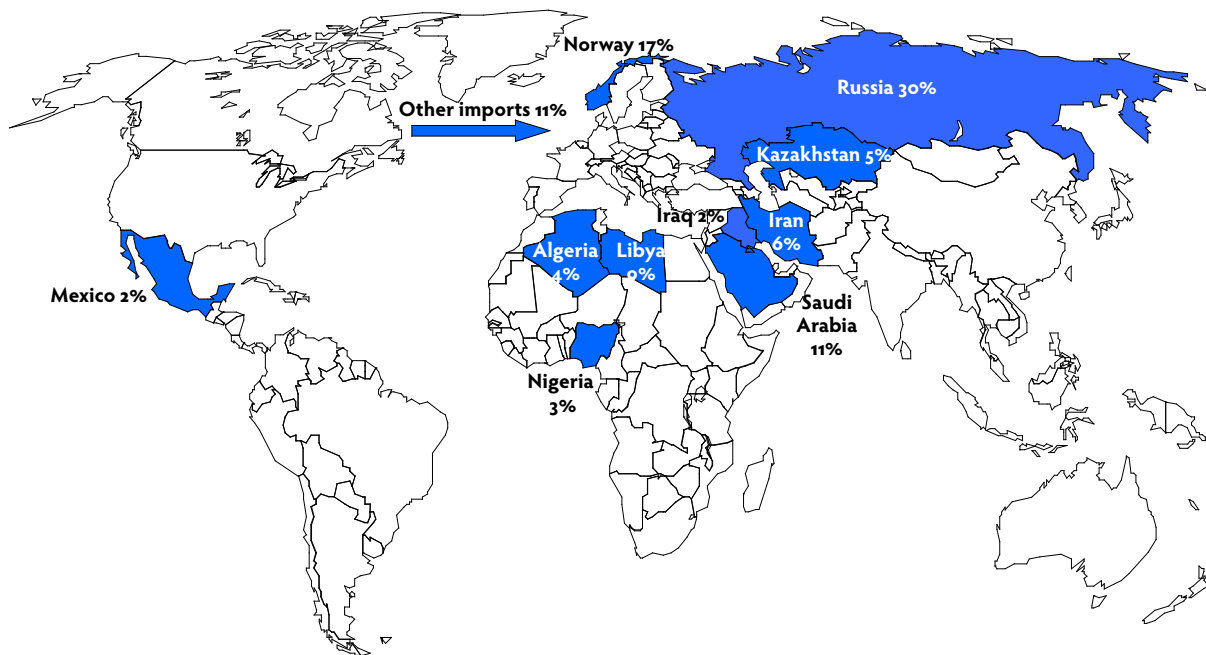 Norway 17%
Russia 30%
Other imports 11%
Kazakhstan 5%
Iraq 2%
Iran
6%
Algeria
4%
Libya
9%
Mexico 2%
Saudi
Arabia
11%
Nigeria
3%